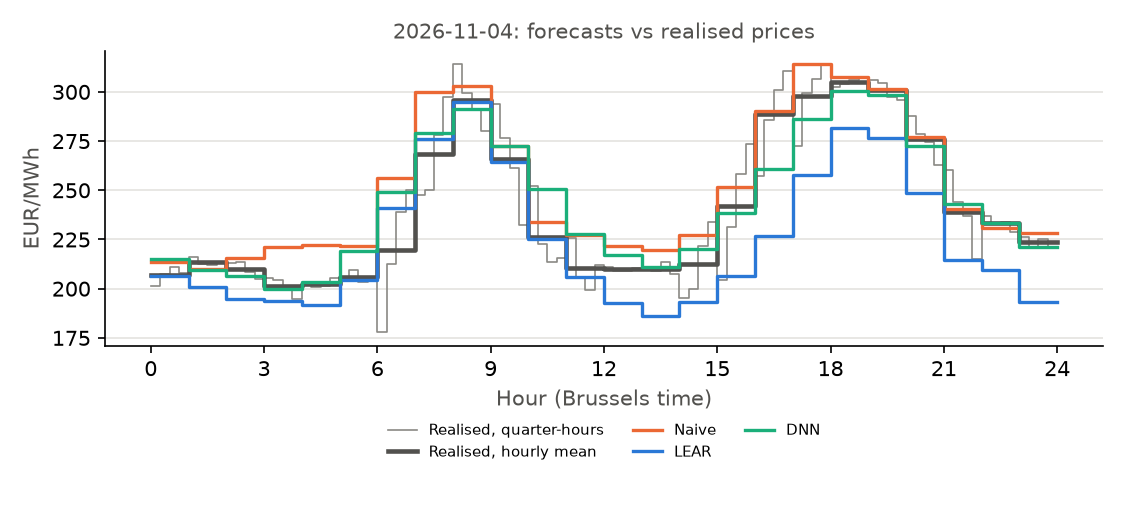 2026-11-04: forecasts vs realised prices
EUR/MWh
300
275
250
225
200
175
0 3 6 9 12 15 18 21 24
Hour (Brussels time)
Realised, quarter-hours
Realised, hourly mean
Naive
LEAR
DNN